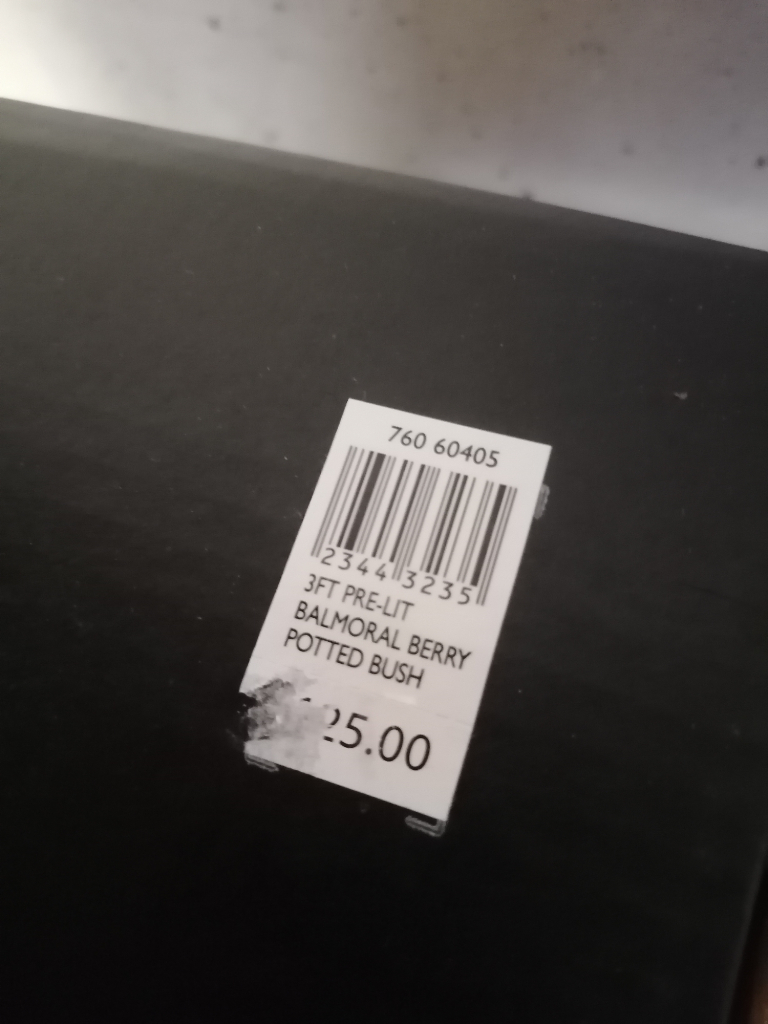 760 60405
2344 3235
3FT PRE-LIT
BALMORAL BERRY
POTTED BUSH
25.00